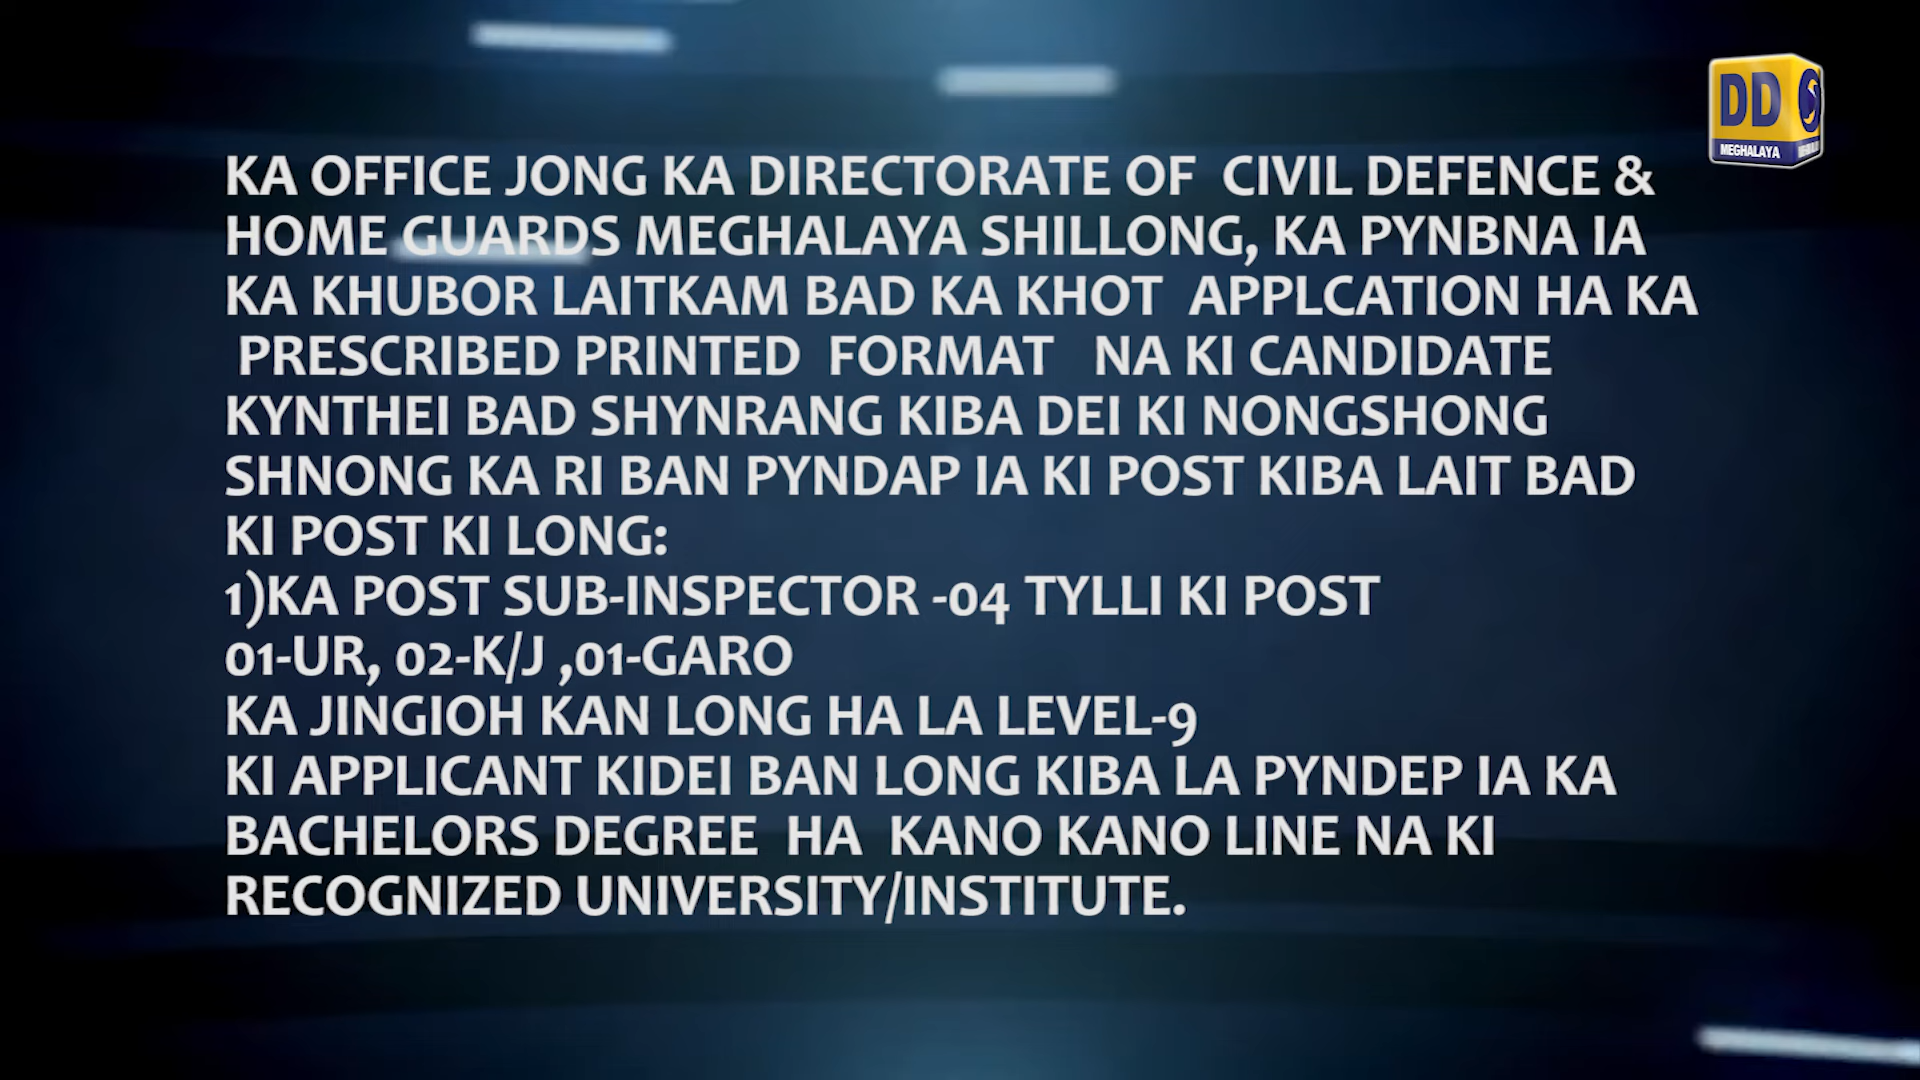 DD
MEGHALAYA
KA OFFICE JONG KA DIRECTORATE OF CIVIL DEFENCE &
HOME GUARDS MEGHALAYA SHILLONG, KA PYNBNA IA
KA KHUBOR LAITKAM BAD KA KHOT APPLCATION HA KA
PRESCRIBED PRINTED FORMAT NA KI CANDIDATE
KYNTHEI BAD SHYNRANG KIBA DEI KI NONGSHONG
SHNONG KA RI BAN PYNDAP IA KI POST KIBA LAIT BAD
KI POST KI LONG:
1)KA POST SUB-INSPECTOR -04 TYLLI KI POST
01-UR, 02-K/J ,01-GARO
KA JINGIOH KAN LONG HA LA LEVEL-9
KI APPLICANT KIDEI BAN LONG KIBA LA PYNDEP IA KA
BACHELORS DEGREE HA KANO KANO LINE NA KI
RECOGNIZED UNIVERSITY/INSTITUTE.